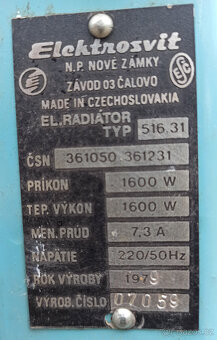 Elektrosvit
N.P. NOVÉ ZÁMKY
ZÁVOD 03 ČALOVO
MADE IN CZECHOSLOVAKIA
EL. RADIÁTOR
TYP 516.31
ČSN 361050 361231
PRÍKON 1600 W
TEP. VÝKON 1600 W
MEN. PRÚD 7,3 A
NAPÄTIE 220/50Hz
ROK VÝROBY 1979
VÝROB. ČÍSLO 07059